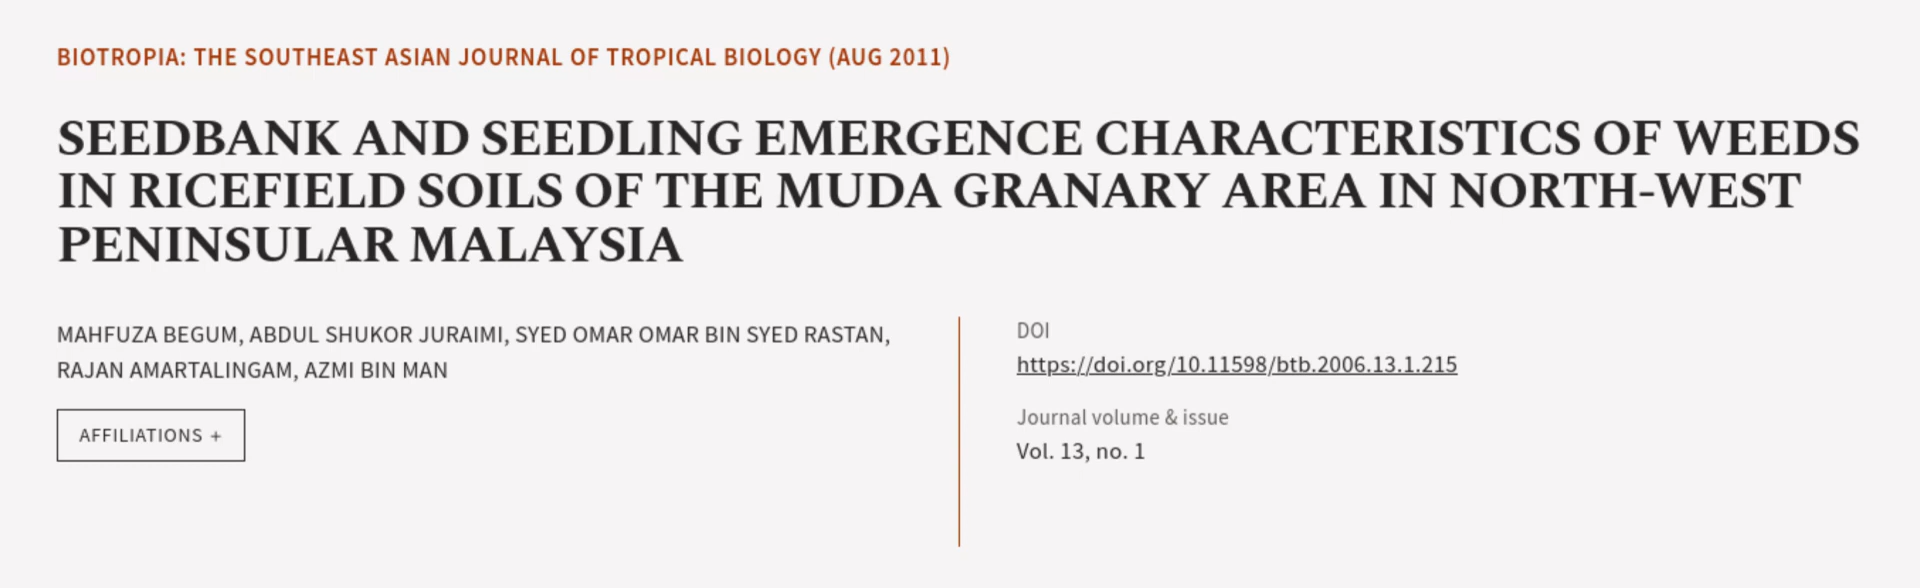 BIOTROPIA: THE SOUTHEAST ASIAN JOURNAL OF TROPICAL BIOLOGY (AUG 2011)
SEEDBANK AND SEEDLING EMERGENCE CHARACTERISTICS OF WEEDS
IN RICEFIELD SOILS OF THE MUDA GRANARY AREA IN NORTH-WEST
PENINSULAR MALAYSIA
MAHFUZA BEGUM, ABDUL SHUKOR JURAIMI, SYED OMAR OMAR BIN SYED RASTAN,
RAJAN AMARTALINGAM, AZMI BIN MAN
AFFILIATIONS +
DOI
https://doi.org/10.11598/btb.2006.13.1.215
Journal volume & issue
Vol. 13, no. 1